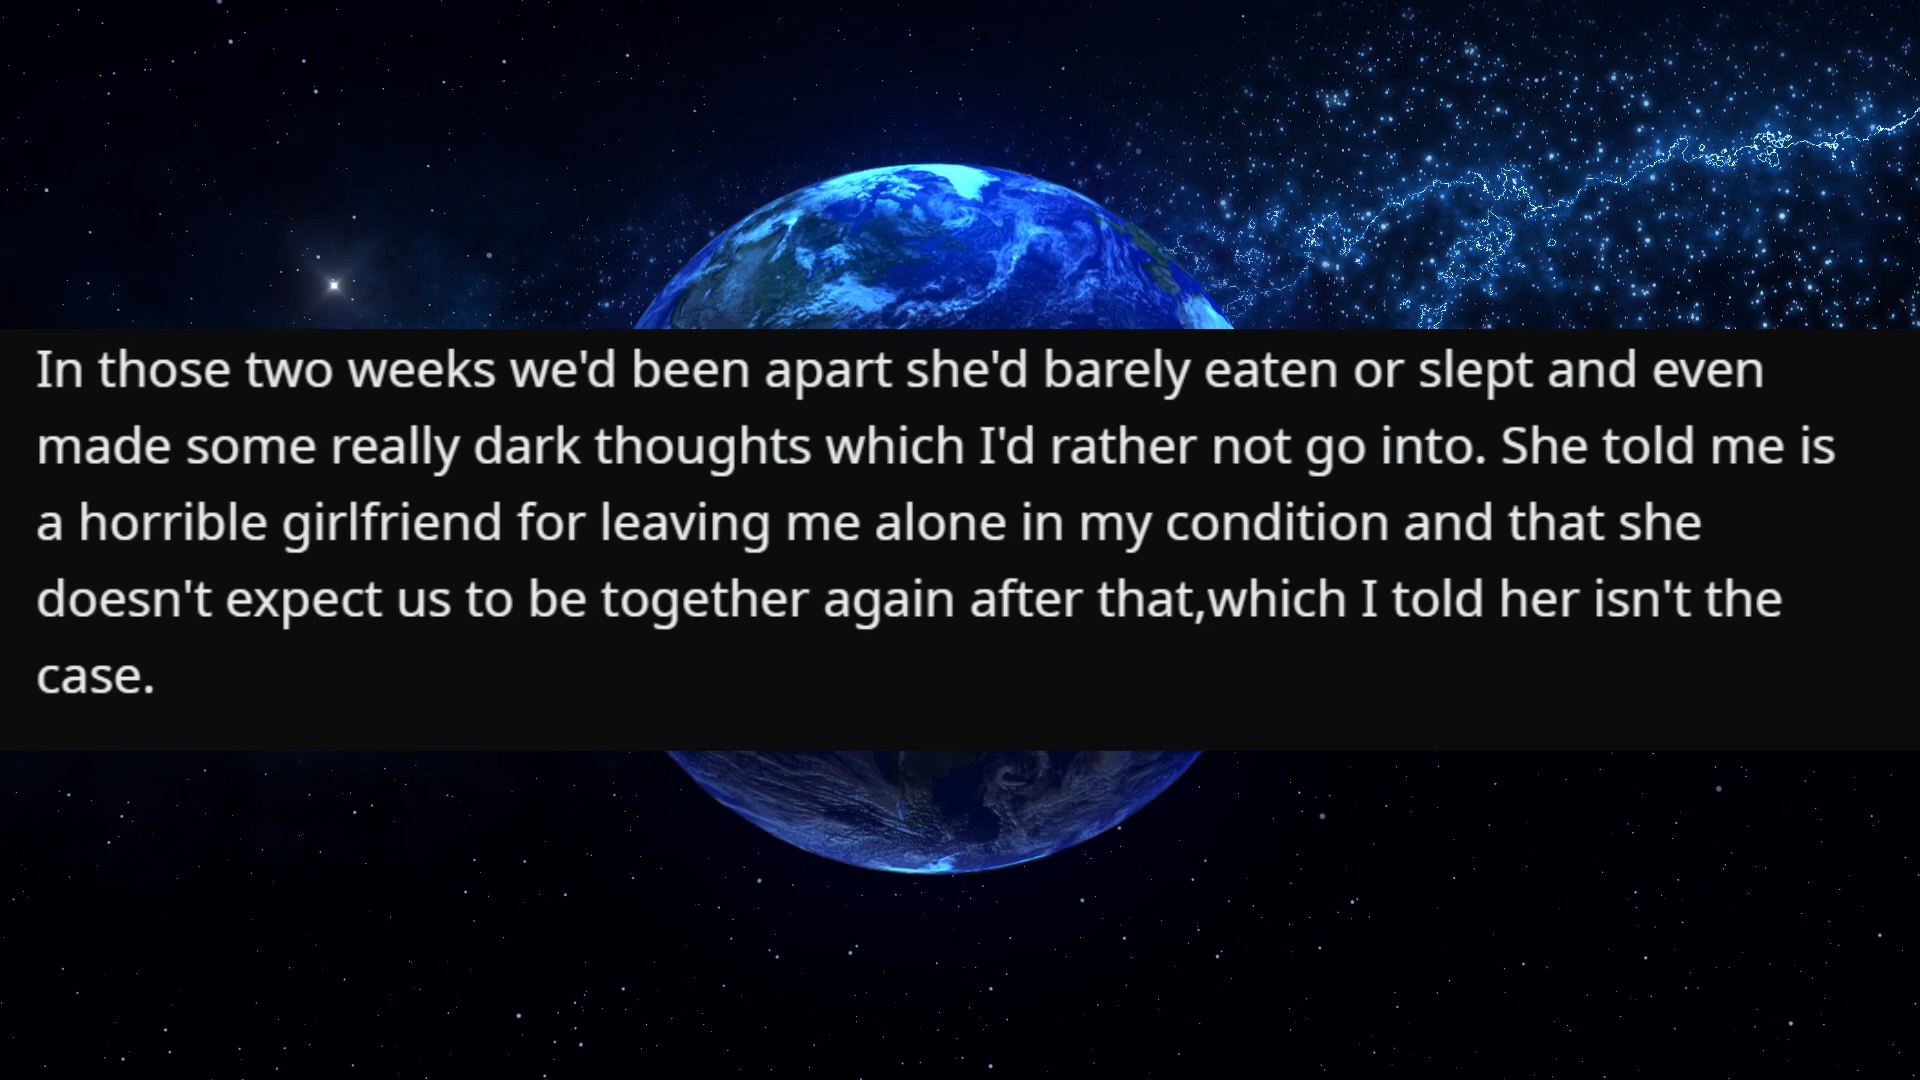 In those two weeks we'd been apart she'd barely eaten or slept and even
made some really dark thoughts which I'd rather not go into. She told me is
a horrible girlfriend for leaving me alone in my condition and that she
doesn't expect us to be together again after that,which I told her isn't the
case.